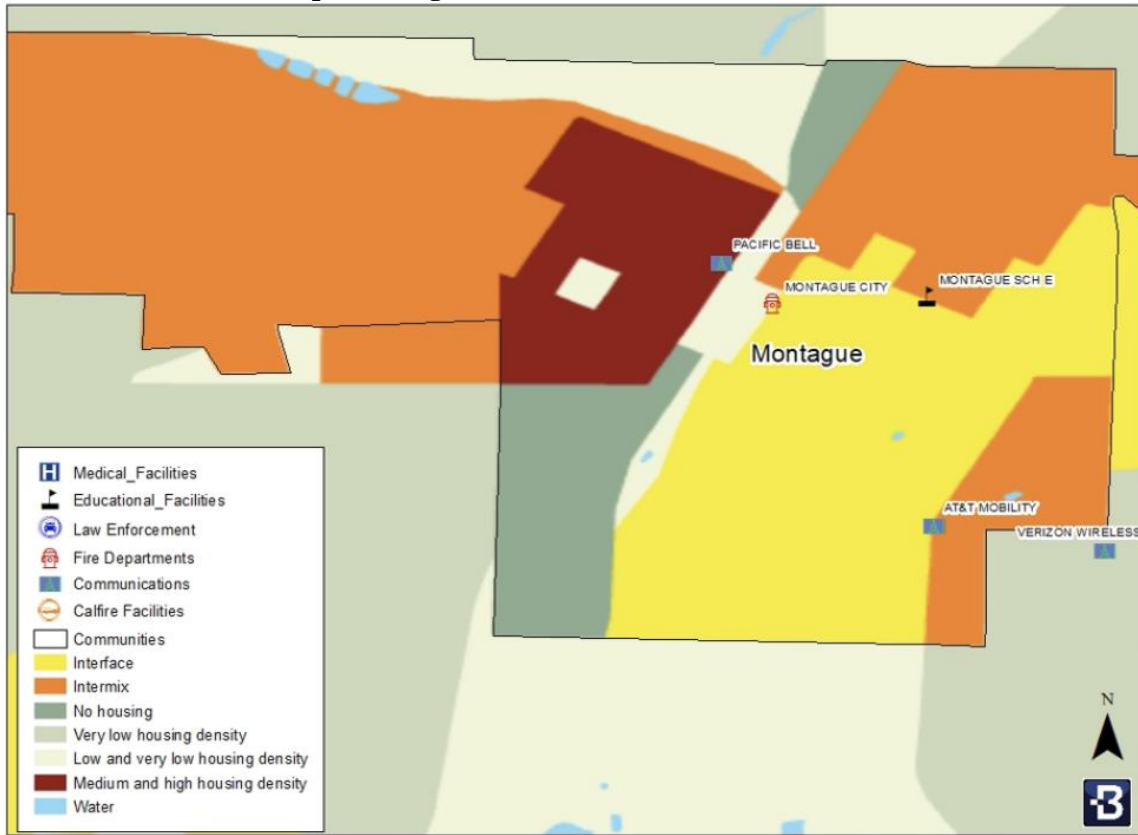 PACIFIC BELL
MONTAGUE CITY
MONTAGUE SCH E
Montague
AT&T MOBILITY
VERIZON WIRELESS
H Medical_Facilities
Educational_Facilities
Law Enforcement
Fire Departments
Communications
Calfire Facilities
Communities
Interface
Intermix
No housing
Very low housing density
Low and very low housing density
Medium and high housing density
Water
N
B